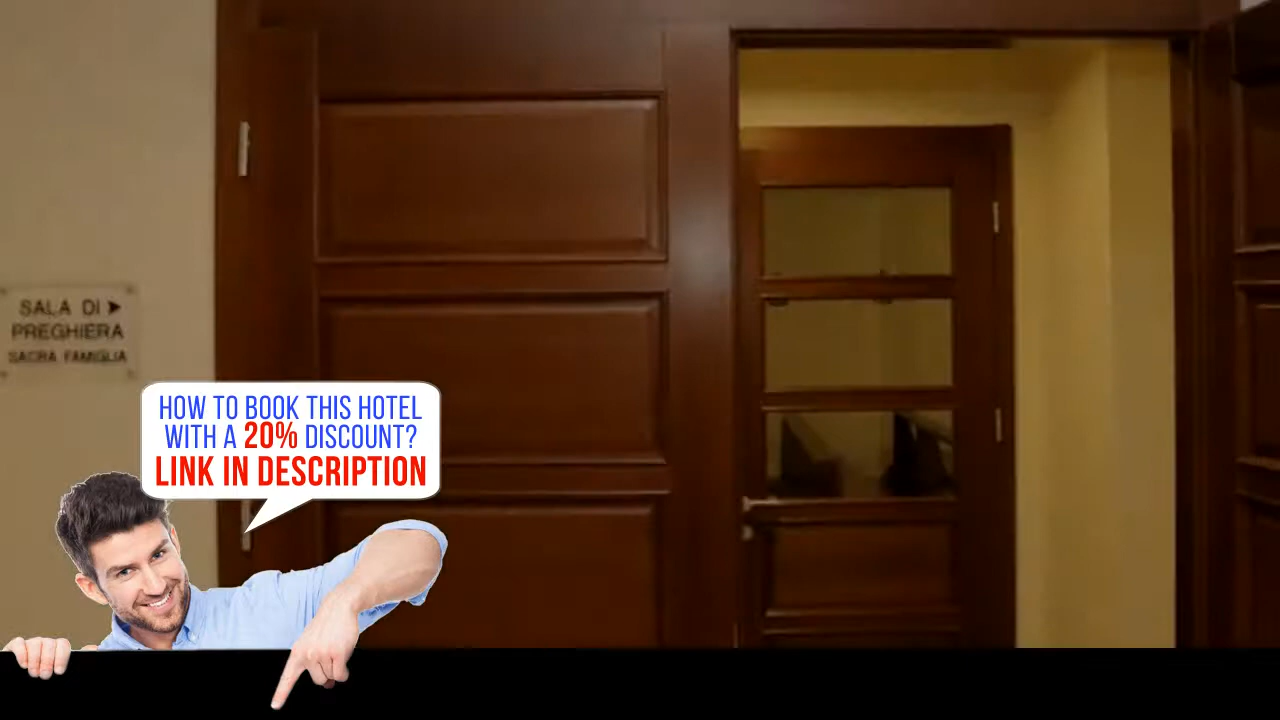 SALA DI ➤
PREGHIERA
SACRA FAMIGLIA
HOW TO BOOK THIS HOTEL
WITH A 20% DISCOUNT?
LINK IN DESCRIPTION